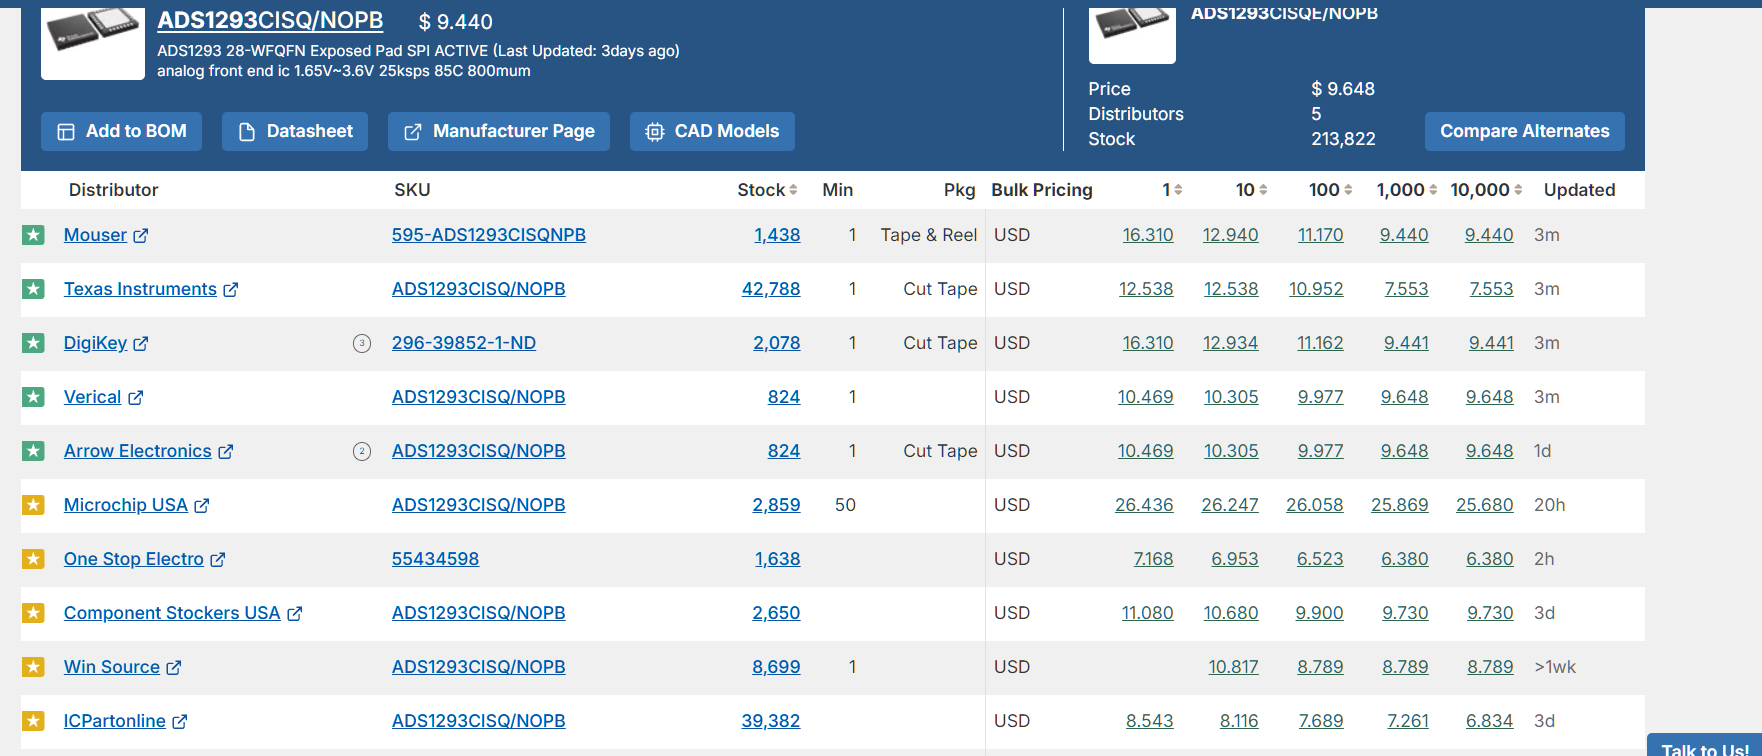 ADS1293CISQ/NOPB $ 9.440
ADS1293 28-WFQFN Exposed Pad SPI ACTIVE (Last Updated: 3days ago)
analog front end ic 1.65V~3.6V 25ksps 85C 800mum
Add to BOM Datasheet Manufacturer Page CAD Models
ADS1293CISQE/NOPB
Price $ 9.648
Distributors 5
Stock 213,822
Compare Alternates
Distributor SKU Stock Min Pkg Bulk Pricing 1 10 100 1,000 10,000 Updated
Mouser 595-ADS1293CISQNPB 1,438 1 Tape & Reel USD 16.310 12.940 11.170 9.440 9.440 3m
Texas Instruments ADS1293CISQ/NOPB 42,788 1 Cut Tape USD 12.538 12.538 10.952 7.553 7.553 3m
DigiKey 3 296-39852-1-ND 2,078 1 Cut Tape USD 16.310 12.934 11.162 9.441 9.441 3m
Verical ADS1293CISQ/NOPB 824 1 USD 10.469 10.305 9.977 9.648 9.648 3m
Arrow Electronics 2 ADS1293CISQ/NOPB 824 1 Cut Tape USD 10.469 10.305 9.977 9.648 9.648 1d
Microchip USA ADS1293CISQ/NOPB 2,859 50 USD 26.436 26.247 26.058 25.869 25.680 20h
One Stop Electro 55434598 1,638 USD 7.168 6.953 6.523 6.380 6.380 2h
Component Stockers USA ADS1293CISQ/NOPB 2,650 USD 11.080 10.680 9.900 9.730 9.730 3d
Win Source ADS1293CISQ/NOPB 8,699 1 USD 10.817 8.789 8.789 8.789 >1wk
ICPartonline ADS1293CISQ/NOPB 39,382 USD 8.543 8.116 7.689 7.261 6.834 3d
Talk to Us!